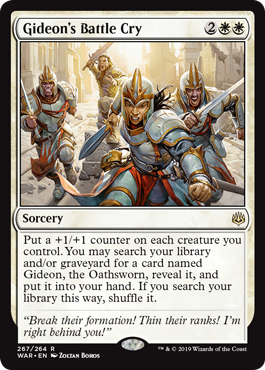 Gideon's Battle Cry 2
Sorcery
Put a +1/+1 counter on each creature you
control. You may search your library
and/or graveyard for a card named
Gideon, the Oathsworn, reveal it, and
put it into your hand. If you search your
library this way, shuffle it.
“Break their formation! Thin their ranks! I’m
right behind you!”
267/264 R
WAR • EN Zoltan Boros
™ & © 2019 Wizards of the Coast